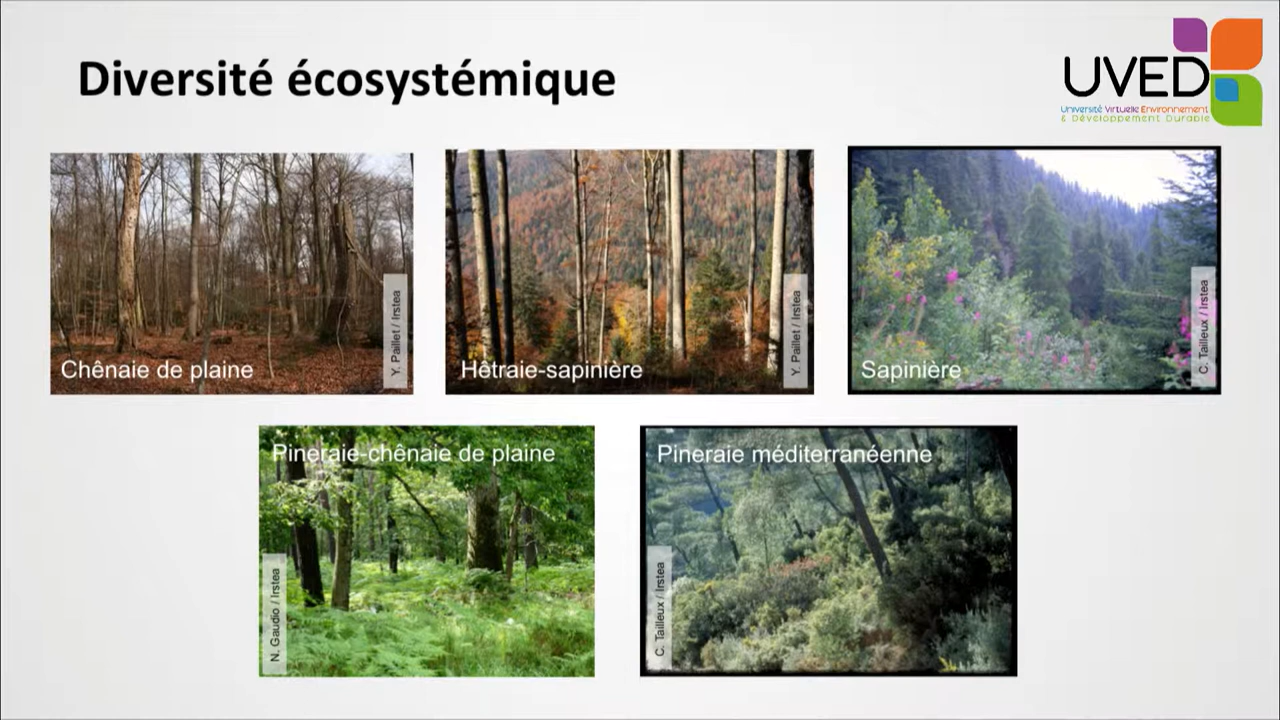 Diversité écosystémique
UVED
Université Virtuelle Environnement
& Développement Durable
Chênaie de plaine
Y. Paillet / Irstea
Hêtraie-sapinière
Y. Paillet / Irstea
Sapinière
C. Tailleux / Irstea
Pineraie-chênaie de plaine
N. Gaudio / Irstea
Pineraie méditerranéenne
C. Tailleux / Irstea